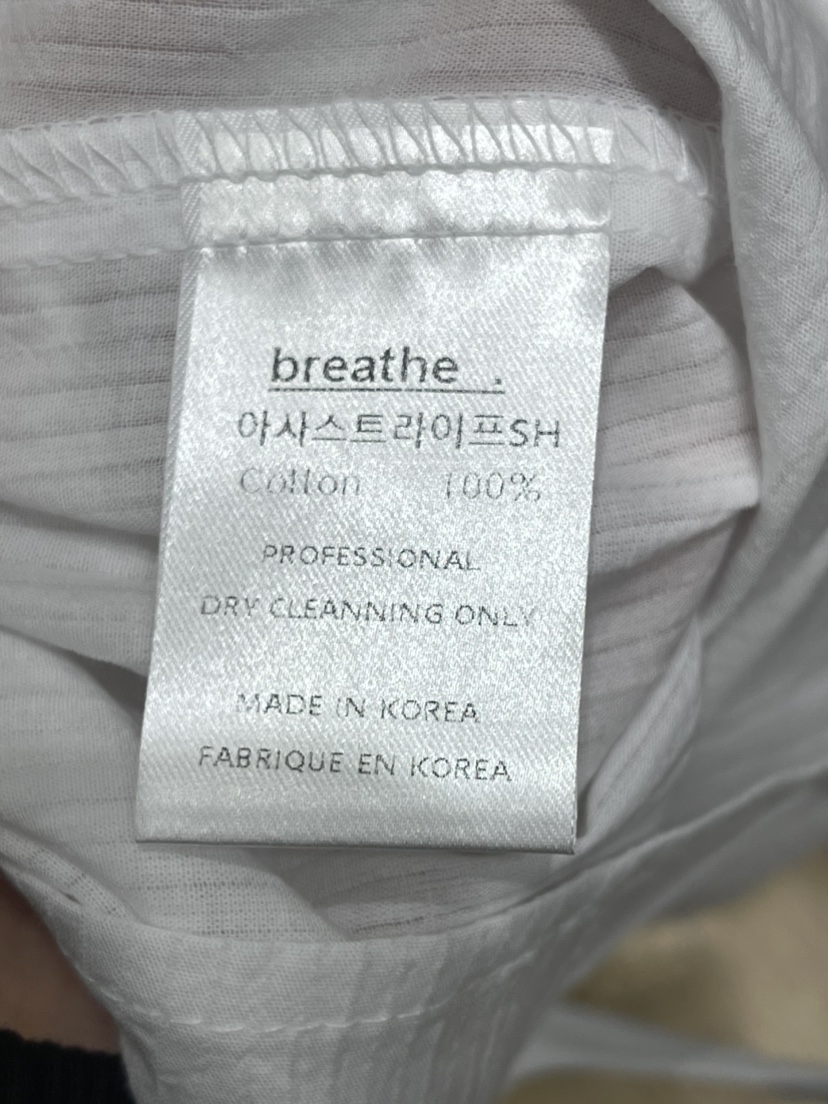 breathe .
아사스트라이프SH
Cotton 100%
PROFESSIONAL
DRY CLEANNING ONLY
MADE IN KOREA
FABRIQUE EN KOREA